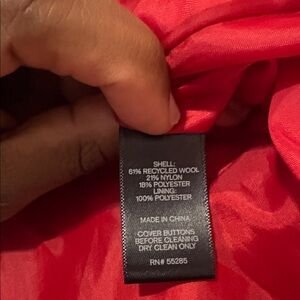 SHELL:
61% RECYCLED WOOL
21% NYLON
18% POLYESTER
LINING:
100% POLYESTER
MADE IN CHINA
COVER BUTTONS
BEFORE CLEANING
DRY CLEAN ONLY
RN# 55285